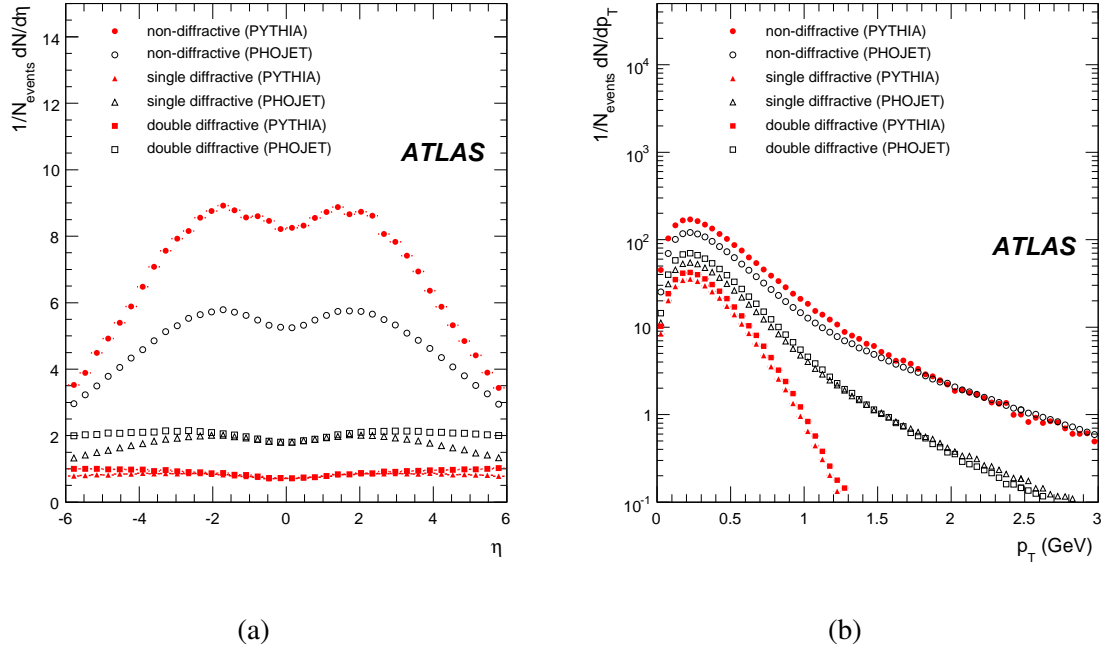 1/N_events dN/dη
14
12
10
8
6
4
2
0
non-diffractive (PYTHIA)
non-diffractive (PHOJET)
single diffractive (PYTHIA)
single diffractive (PHOJET)
double diffractive (PYTHIA)
double diffractive (PHOJET)
ATLAS
-6 -4 -2 0 2 4 6
η
(a)
1/N_events dN/dp_T
10^4
10^3
10^2
10
1
10^-1
non-diffractive (PYTHIA)
non-diffractive (PHOJET)
single diffractive (PYTHIA)
single diffractive (PHOJET)
double diffractive (PYTHIA)
double diffractive (PHOJET)
ATLAS
0 0.5 1 1.5 2 2.5 3
p_T (GeV)
(b)